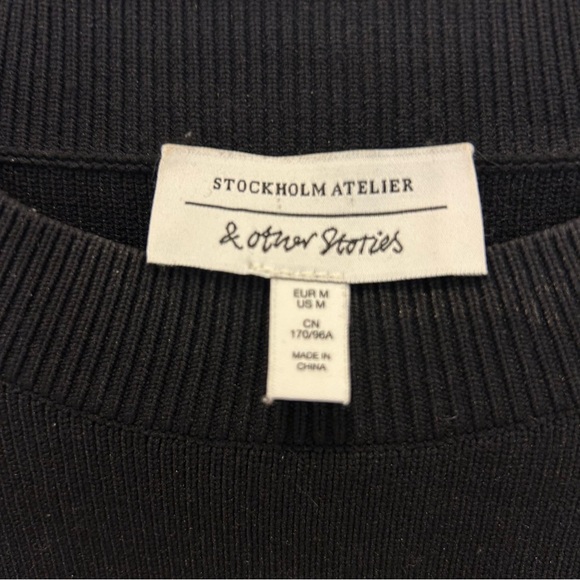 STOCKHOLM ATELIER
& other Stories
EUR M
US M
CN
170/96A
MADE IN
CHINA